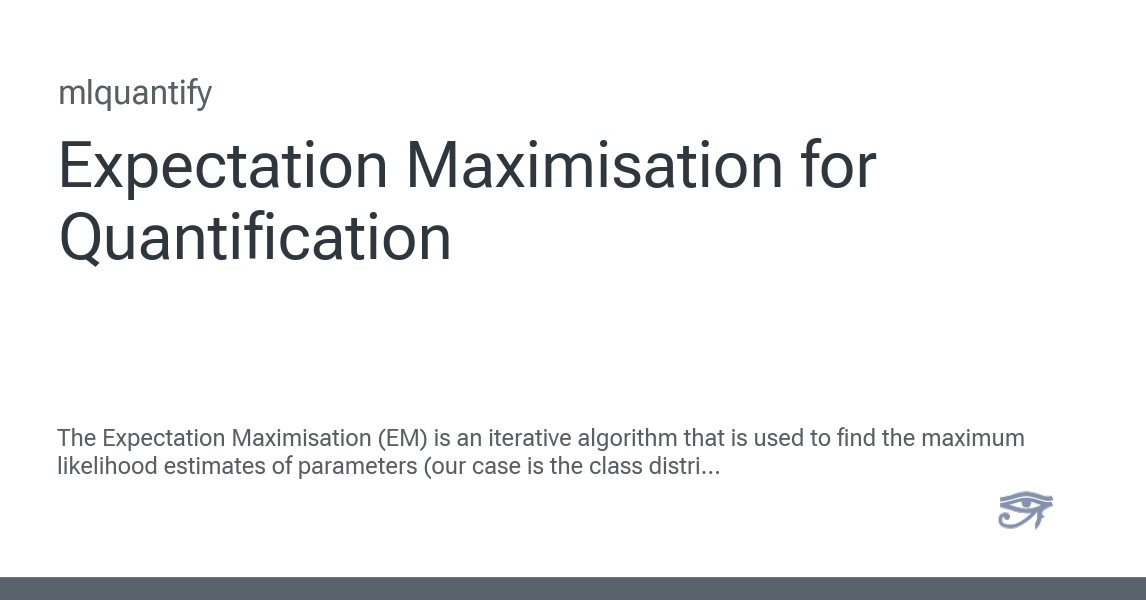 mlquantify
Expectation Maximisation for
Quantification
The Expectation Maximisation (EM) is an iterative algorithm that is used to find the maximum
likelihood estimates of parameters (our case is the class distri...